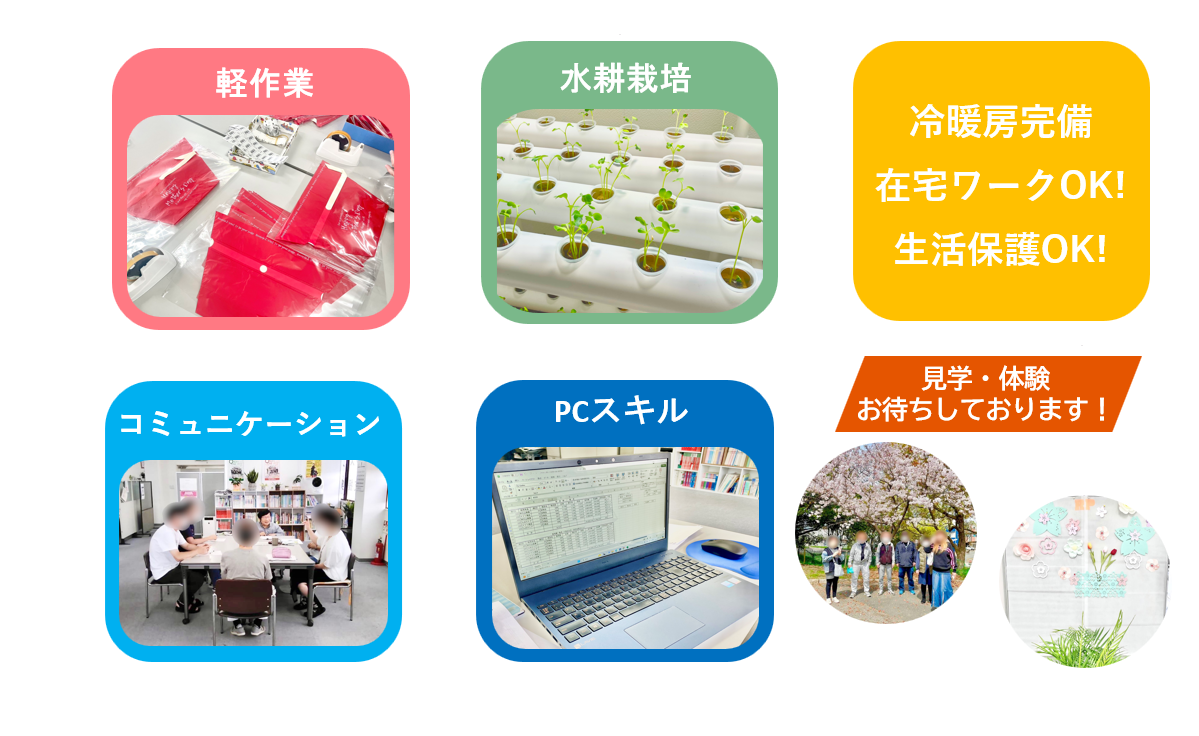 軽作業
水耕栽培
冷暖房完備
在宅ワークOK!
生活保護OK!
コミュニケーション
PCスキル
見学・体験
お待ちしております！